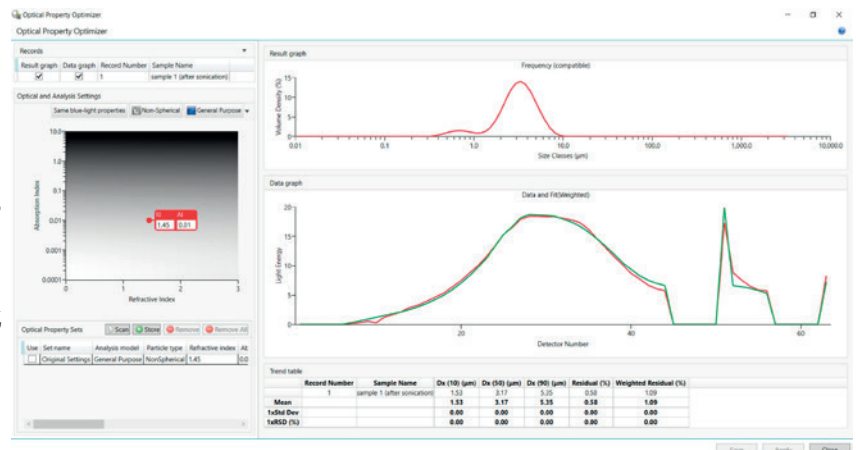 Optical Property Optimizer
Optical Property Optimizer
Records
Result graph Data graph Record Number Sample Name
1 sample 1 (after sonication)
Optical and Analysis Settings
Same blue-light properties Non-Spherical General Purpose
10.0
1.0
0.1
0.01
0.001
0.0001
Absorption Index
RI AI
1.45 0.01
0 1 2 3
Refractive Index
Optical Property Sets Scan Store Remove Remove All
Use Set name Analysis model Particle type Refractive index Ab
Original Settings General Purpose NonSpherical 1.45 0.0
Result graph
Frequency (compatible)
Volume Density (%)
15
10
5
0
0.01 0.1 1.0 10.0 100.0 1,000.0 10,000.0
Size Classes (µm)
Data graph
Data and Fit(Weighted)
Light Energy
20
15
10
5
0
20 40 60
Detector Number
Trend table
Record Number Sample Name Dx (10) (µm) Dx (50) (µm) Dx (90) (µm) Residual (%) Weighted Residual (%)
1 sample 1 (after sonication) 1.53 3.17 5.35 0.58 1.09
Mean 1.53 3.17 5.35 0.58 1.09
1xStd Dev 0.00 0.00 0.00 0.00 0.00
1xRSD (%) 0.00 0.00 0.00 0.00 0.00
Save Apply Close